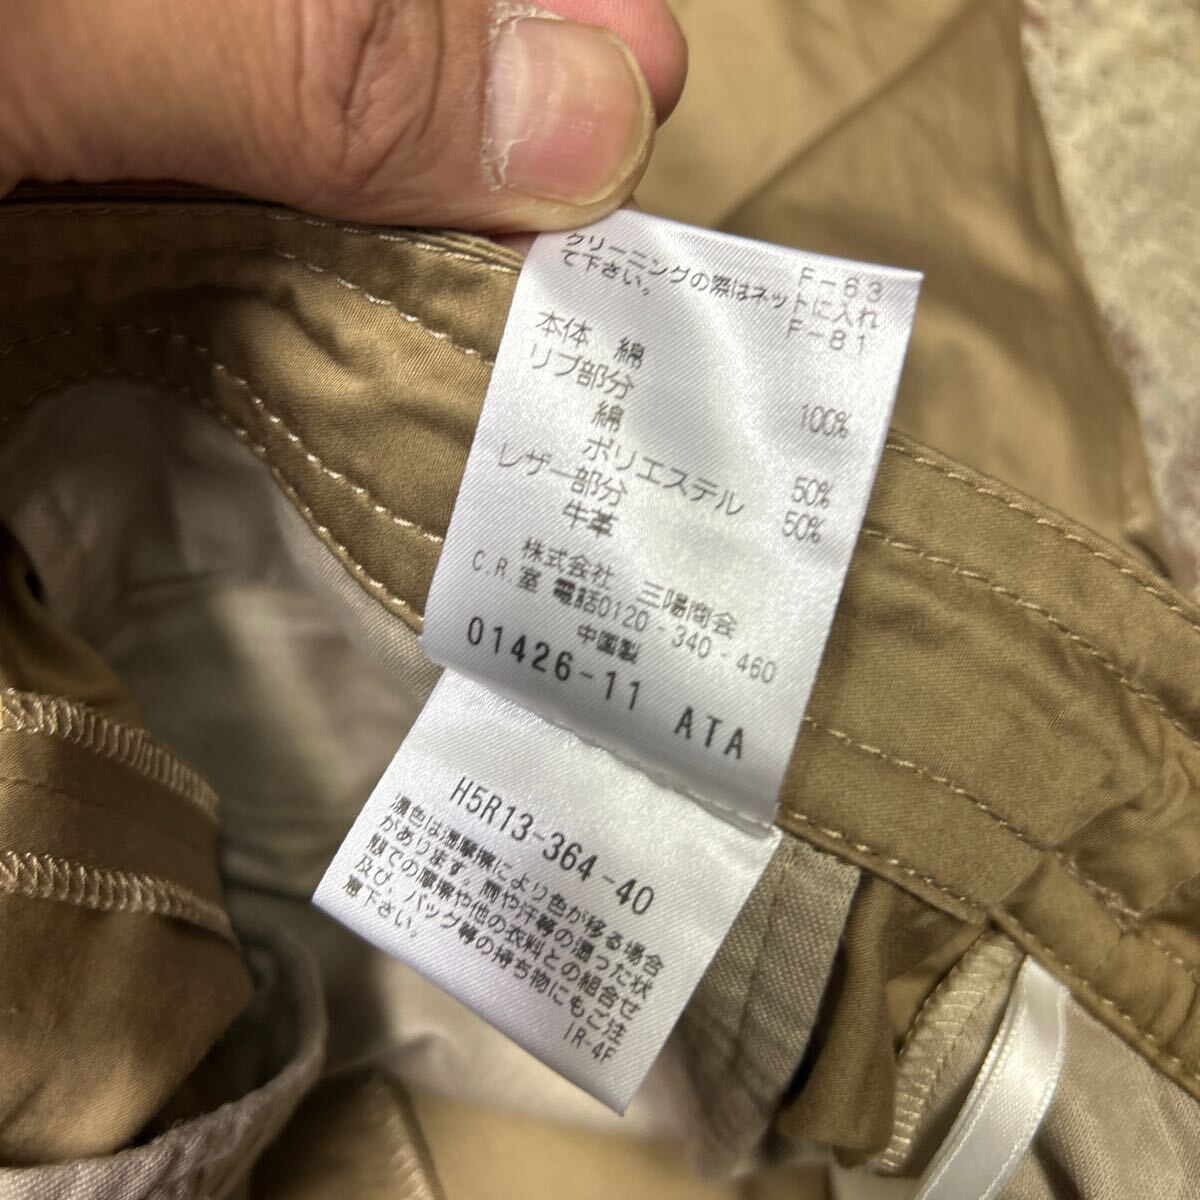 F-63
クリーニングの際はネットに入れ
て下さい。
F-81
本体 綿 100%
リブ部分
綿 50%
ポリエステル 50%
レザー部分
牛革
株式会社 三陽商会
C.R.室 電話0120-340-460
中国製
01426-11 ATA
H5R13-364-40
濃色は湿摩擦により色が移る場合
があります。雨や汗等の湿った状
態での摩擦や他の衣料との組合せ
及び、バッグ等の持ち物にもご注
意下さい。
IR-4F